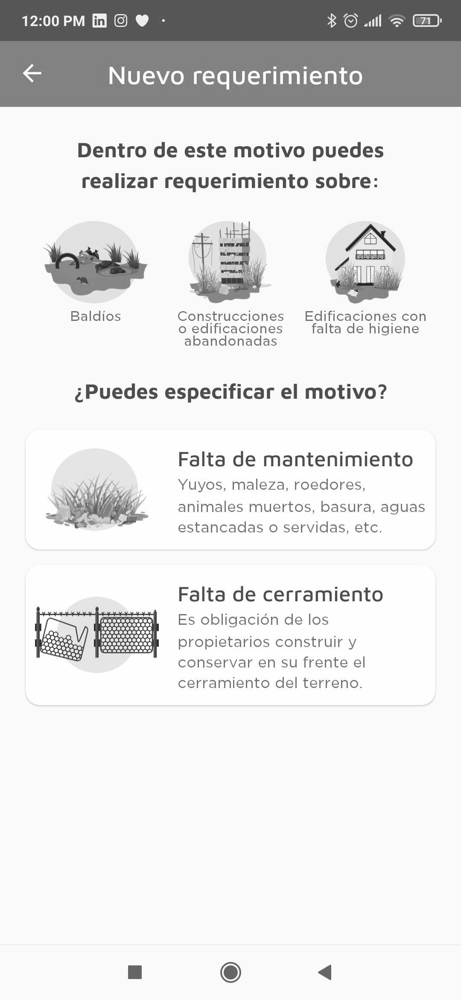 12:00 PM
71
Nuevo requerimiento
Dentro de este motivo puedes
realizar requerimiento sobre:
Baldíos
Construcciones
o edificaciones
abandonadas
Edificaciones con
falta de higiene
¿Puedes especificar el motivo?
Falta de mantenimiento
Yuyos, maleza, roedores,
animales muertos, basura, aguas
estancadas o servidas, etc.
Falta de cerramiento
Es obligación de los
propietarios construir y
conservar en su frente el
cerramiento del terreno.